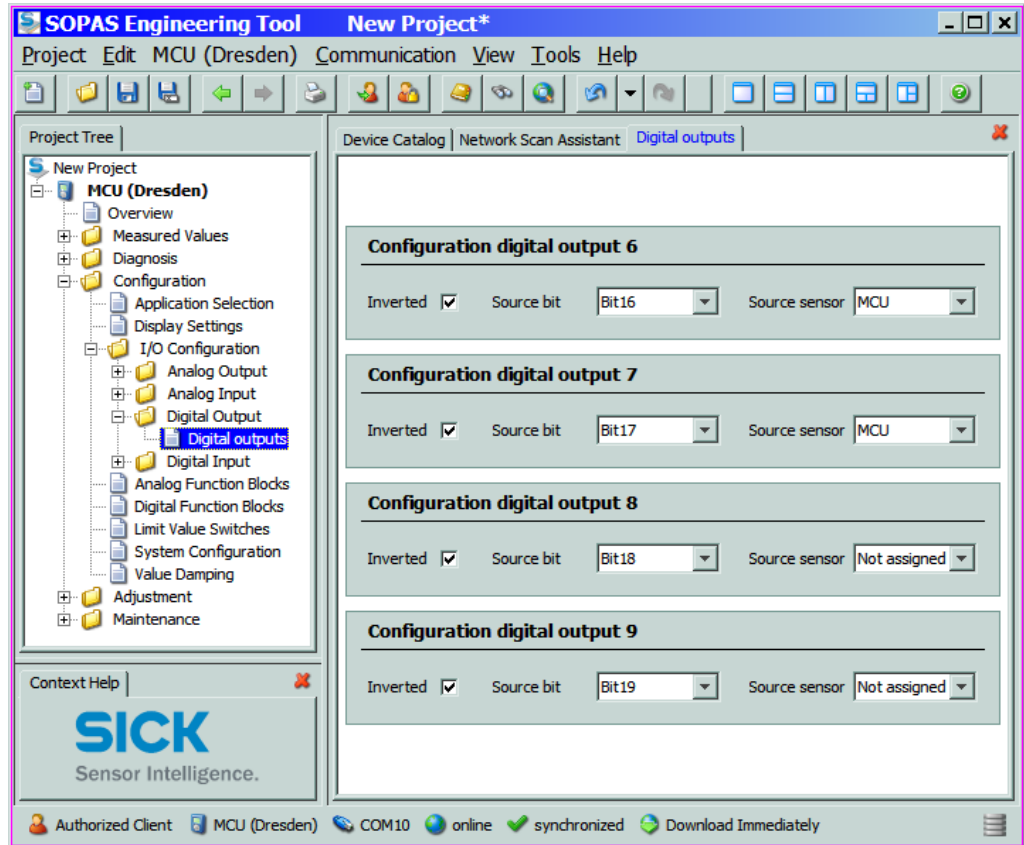 SOPAS Engineering Tool New Project*
Project Edit MCU (Dresden) Communication View Tools Help
Project Tree
New Project
MCU (Dresden)
Overview
Measured Values
Diagnosis
Configuration
Application Selection
Display Settings
I/O Configuration
Analog Output
Analog Input
Digital Output
Digital outputs
Digital Input
Analog Function Blocks
Digital Function Blocks
Limit Value Switches
System Configuration
Value Damping
Adjustment
Maintenance
Context Help
SICK
Sensor Intelligence.
Device Catalog Network Scan Assistant Digital outputs
Configuration digital output 6
Inverted Source bit Bit16 Source sensor MCU
Configuration digital output 7
Inverted Source bit Bit17 Source sensor MCU
Configuration digital output 8
Inverted Source bit Bit18 Source sensor Not assigned
Configuration digital output 9
Inverted Source bit Bit19 Source sensor Not assigned
Authorized Client MCU (Dresden) COM10 online synchronized Download Immediately